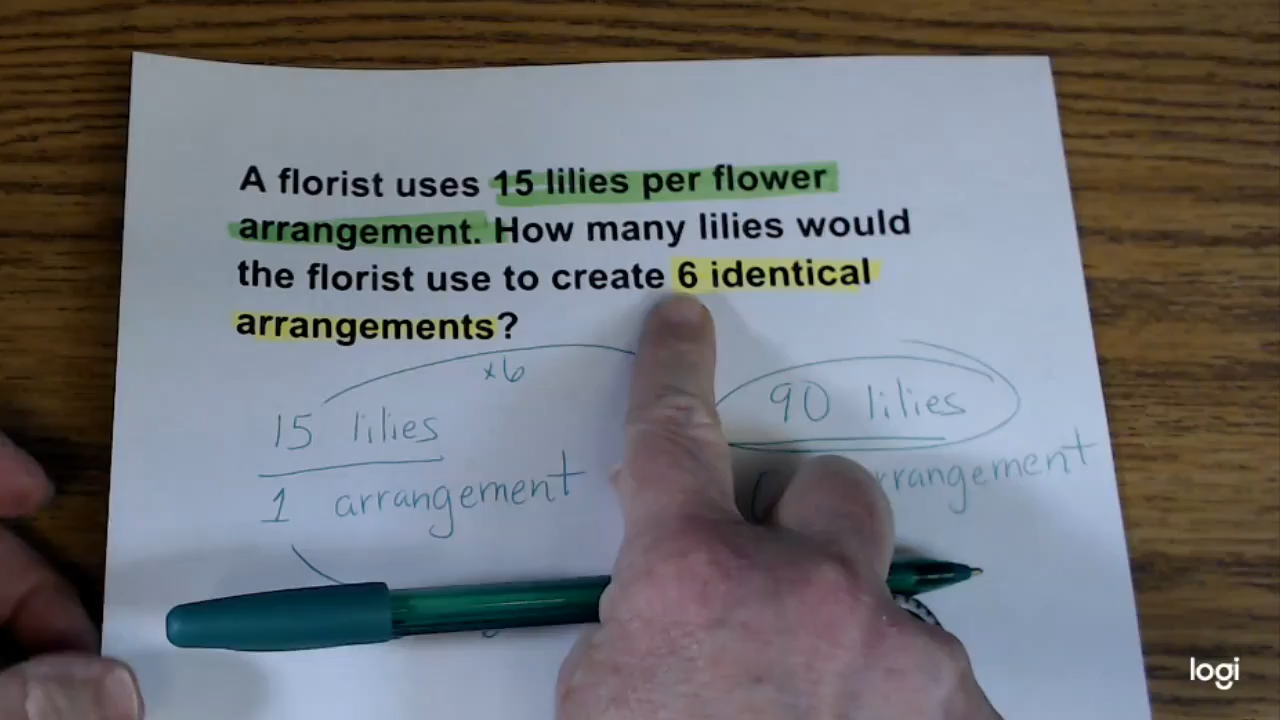 A florist uses 15 lilies per flower
arrangement. How many lilies would
the florist use to create 6 identical
arrangements?
x6
15 lilies
90 lilies
1 arrangement
logi